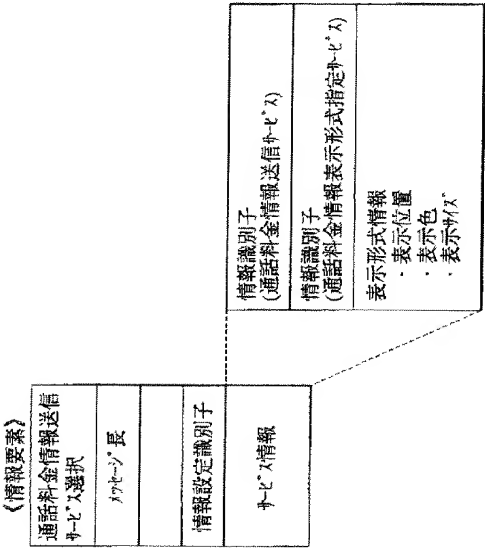 《情報要素》
通話料金情報送信
サービス選択
メッセージ長
情報設定識別子
サービス情報
情報識別子
(通話料金情報送信サービス)
情報識別子
(通話料金情報表示形式指定サービス)
表示形式情報
・表示位置
・表示色
・表示サイズ